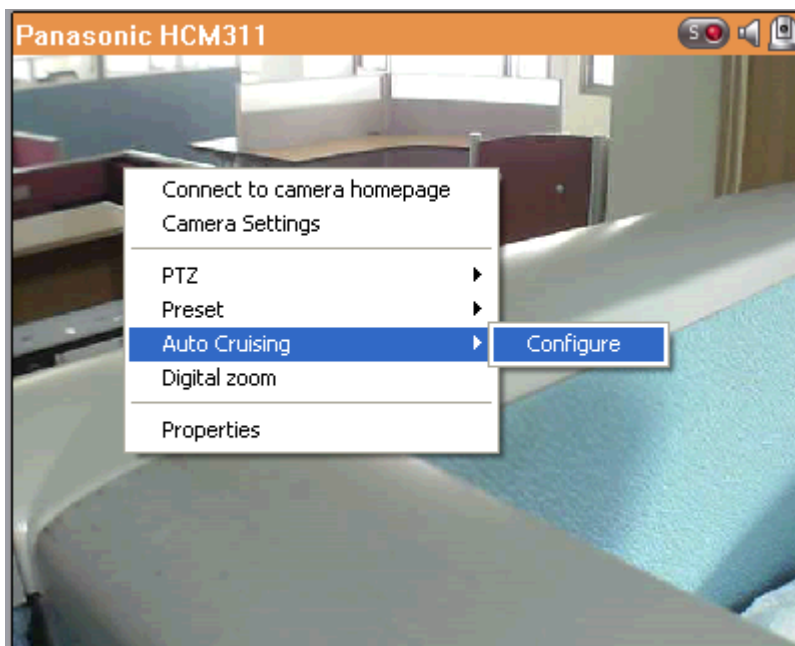 Panasonic HCM311
S
Connect to camera homepage
Camera Settings
PTZ
Preset
Auto Cruising
Configure
Digital zoom
Properties